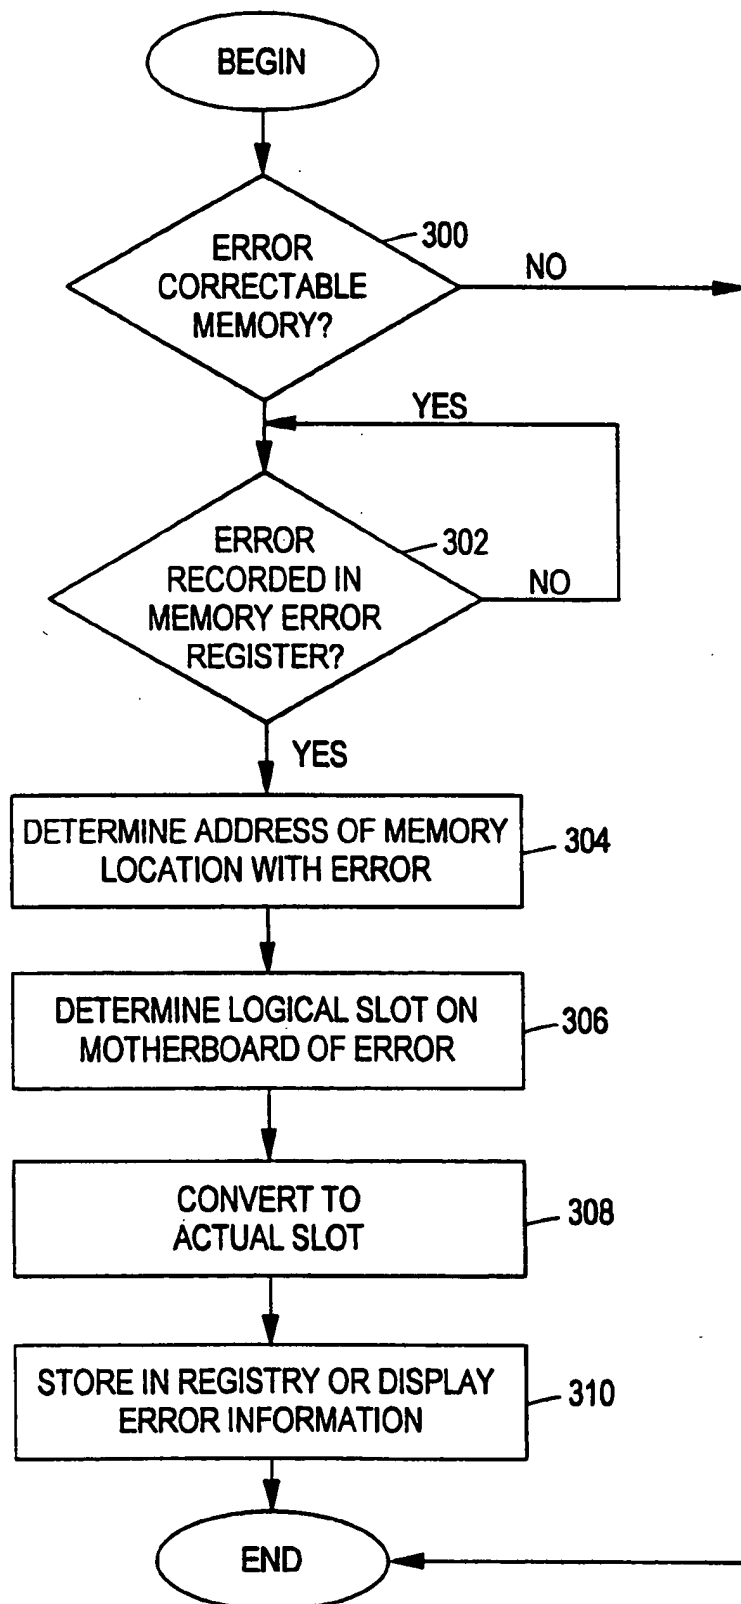 BEGIN
300
ERROR
CORRECTABLE
MEMORY?
NO
YES
302
ERROR
RECORDED IN
MEMORY ERROR
REGISTER?
NO
YES
DETERMINE ADDRESS OF MEMORY
LOCATION WITH ERROR
304
DETERMINE LOGICAL SLOT ON
MOTHERBOARD OF ERROR
306
CONVERT TO
ACTUAL SLOT
308
STORE IN REGISTRY OR DISPLAY
ERROR INFORMATION
310
END